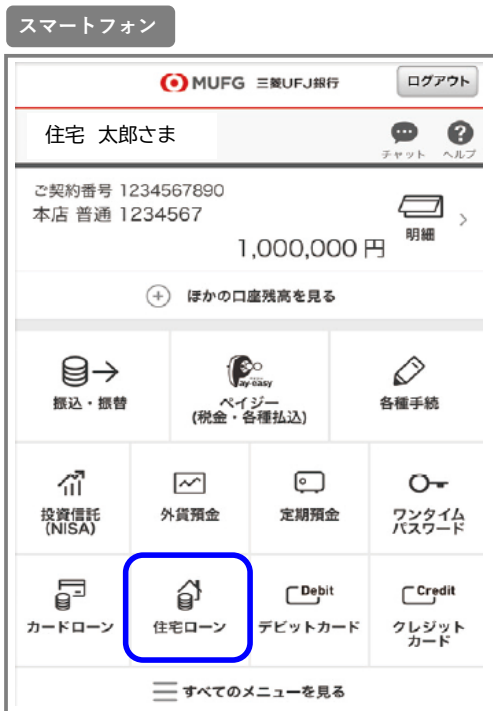 スマートフォン
MUFG 三菱UFJ銀行
ログアウト
住宅 太郎さま
チャット
ヘルプ
ご契約番号 1234567890
本店 普通 1234567
1,000,000 円
明細
ほかの口座残高を見る
振込・振替
Pay-easy
ペイジー
(税金・各種払込)
各種手続
投資信託
(NISA)
外貨預金
定期預金
ワンタイム
パスワード
カードローン
住宅ローン
Debit
デビットカード
Credit
クレジット
カード
すべてのメニューを見る